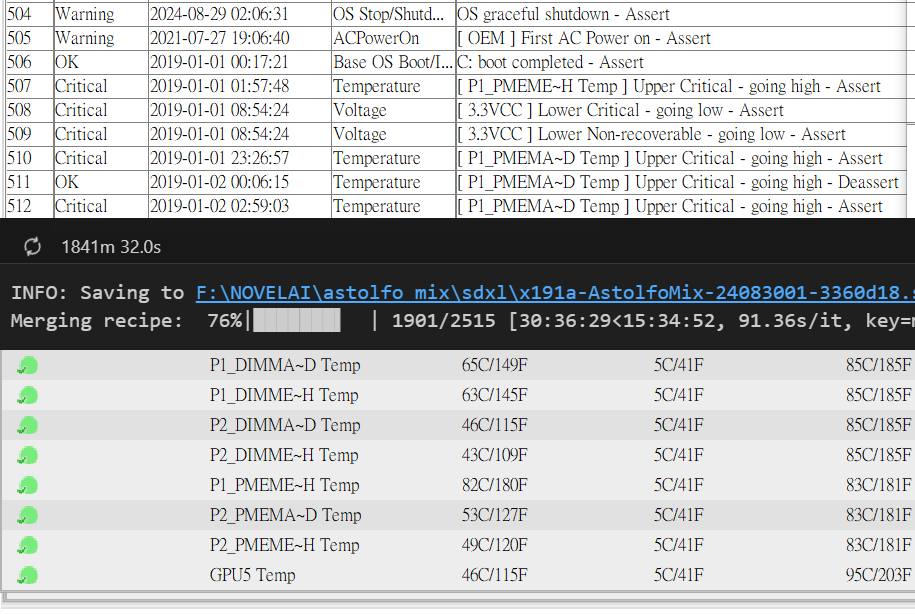 504 Warning 2024-08-29 02:06:31 OS Stop/Shutd... OS graceful shutdown - Assert
505 Warning 2021-07-27 19:06:40 ACPowerOn [ OEM ] First AC Power on - Assert
506 OK 2019-01-01 00:17:21 Base OS Boot/I... C: boot completed - Assert
507 Critical 2019-01-01 01:57:48 Temperature [ P1_PMEME~H Temp ] Upper Critical - going high - Assert
508 Critical 2019-01-01 08:54:24 Voltage [ 3.3VCC ] Lower Critical - going low - Assert
509 Critical 2019-01-01 08:54:24 Voltage [ 3.3VCC ] Lower Non-recoverable - going low - Assert
510 Critical 2019-01-01 23:26:57 Temperature [ P1_PMEMA~D Temp ] Upper Critical - going high - Assert
511 OK 2019-01-02 00:06:15 Temperature [ P1_PMEMA~D Temp ] Upper Critical - going high - Deassert
512 Critical 2019-01-02 02:59:03 Temperature [ P1_PMEMA~D Temp ] Upper Critical - going high - Assert
1841m 32.0s
INFO: Saving to F:\NOVELAI\astolfo_mix\sdxl\x191a-AstolfoMix-24083001-3360d18.s
Merging recipe: 76%| | 1901/2515 [30:36:29<15:34:52, 91.36s/it, key=
P1_DIMMA~D Temp 65C/149F 5C/41F 85C/185F
P1_DIMME~H Temp 63C/145F 5C/41F 85C/185F
P2_DIMMA~D Temp 46C/115F 5C/41F 85C/185F
P2_DIMME~H Temp 43C/109F 5C/41F 85C/185F
P1_PMEME~H Temp 82C/180F 5C/41F 83C/181F
P2_PMEMA~D Temp 53C/127F 5C/41F 83C/181F
P2_PMEME~H Temp 49C/120F 5C/41F 83C/181F
GPU5 Temp 46C/115F 5C/41F 95C/203F